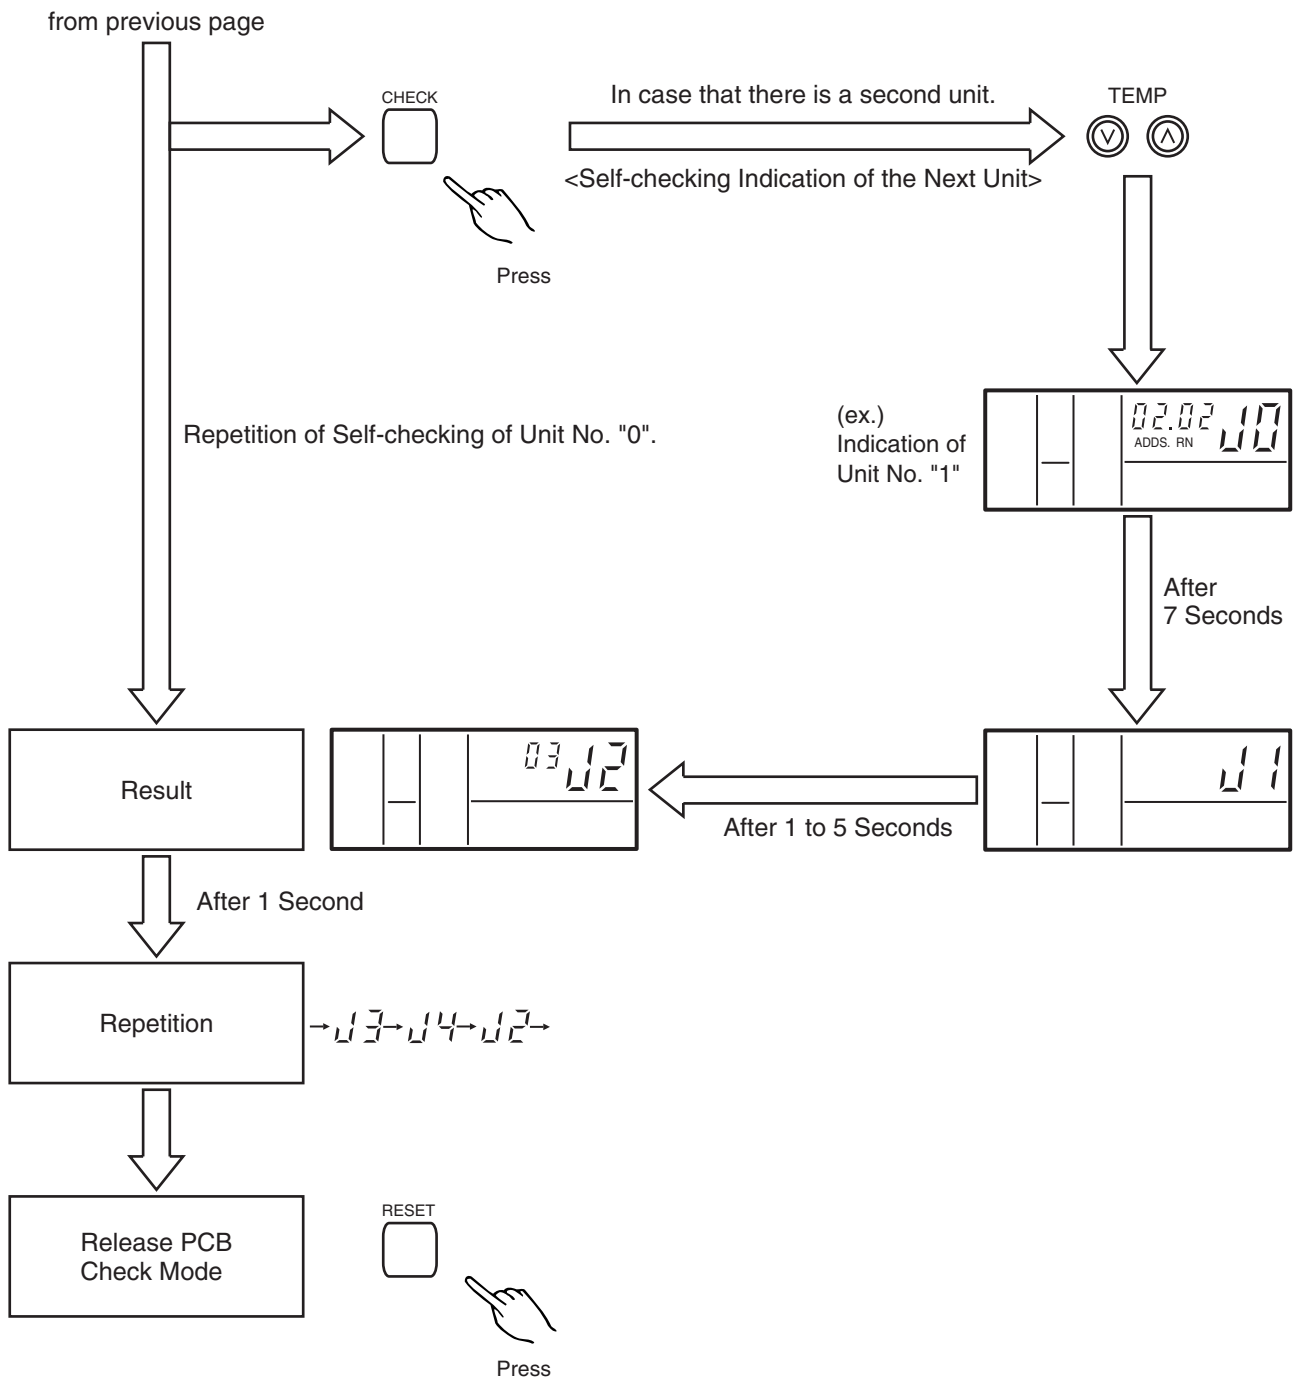 from previous page
CHECK
In case that there is a second unit.
TEMP
<Self-checking Indication of the Next Unit>
Press
(ex.)
Indication of
Unit No. "1"
02.02 J0
ADDS. RN
Repetition of Self-checking of Unit No. "0".
After
7 Seconds
Result
03 J2
After 1 to 5 Seconds
J1
After 1 Second
Repetition
→J3→J4→J2→
Release PCB
Check Mode
RESET
Press